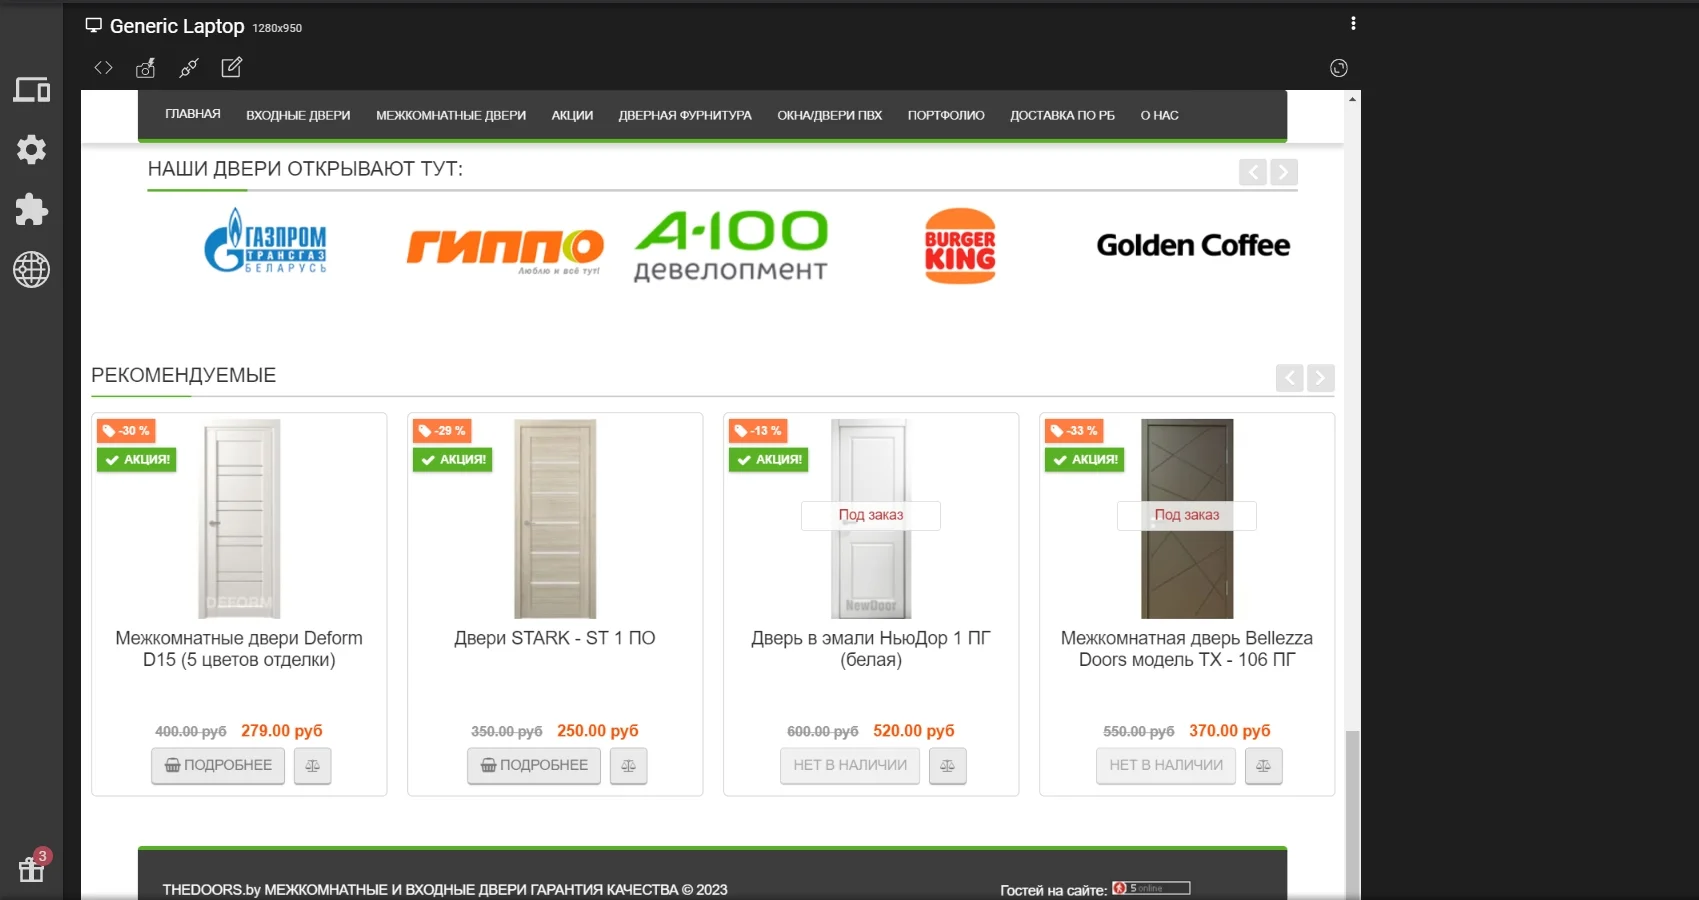 Generic Laptop 1280x950
ГЛАВНАЯ ВХОДНЫЕ ДВЕРИ МЕЖКОМНАТНЫЕ ДВЕРИ АКЦИИ ДВЕРНАЯ ФУРНИТУРА ОКНА/ДВЕРИ ПВХ ПОРТФОЛИО ДОСТАВКА ПО РБ О НАС
НАШИ ДВЕРИ ОТКРЫВАЮТ ТУТ:
ГАЗПРОМ
ТРАНСГАЗ
БЕЛАРУСЬ
ГИППО
Люблю и всё тут!
А-100
девелопмент
BURGER
KING
Golden Coffee
РЕКОМЕНДУЕМЫЕ
-30 %
АКЦИЯ!
DEFORM
Межкомнатные двери Deform
D15 (5 цветов отделки)
400.00 руб 279.00 руб
ПОДРОБНЕЕ
-29 %
АКЦИЯ!
Двери STARK - ST 1 ПО
350.00 руб 250.00 руб
ПОДРОБНЕЕ
-13 %
АКЦИЯ!
Под заказ
NewDoor
Дверь в эмали НьюДор 1 ПГ
(белая)
600.00 руб 520.00 руб
НЕТ В НАЛИЧИИ
-33 %
АКЦИЯ!
Под заказ
Межкомнатная дверь Bellezza
Doors модель TX - 106 ПГ
550.00 руб 370.00 руб
НЕТ В НАЛИЧИИ
3
THEDOORS.by МЕЖКОМНАТНЫЕ И ВХОДНЫЕ ДВЕРИ ГАРАНТИЯ КАЧЕСТВА © 2023
Гостей на сайте: 5 online